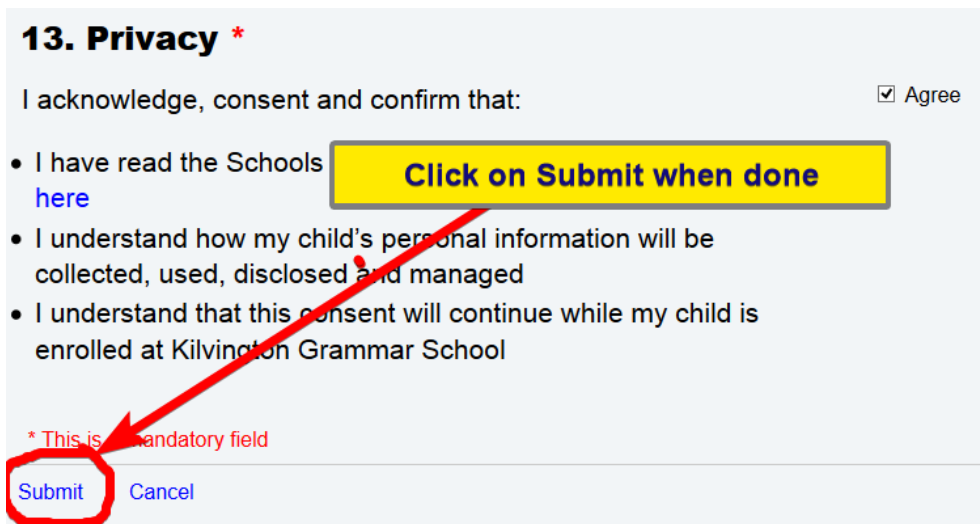 13. Privacy *
I acknowledge, consent and confirm that:
Agree
I have read the Schools
here
Click on Submit when done
• I understand how my child's personal information will be
collected, used, disclosed and managed
• I understand that this consent will continue while my child is
enrolled at Kilvington Grammar School
* This is mandatory field
Submit Cancel